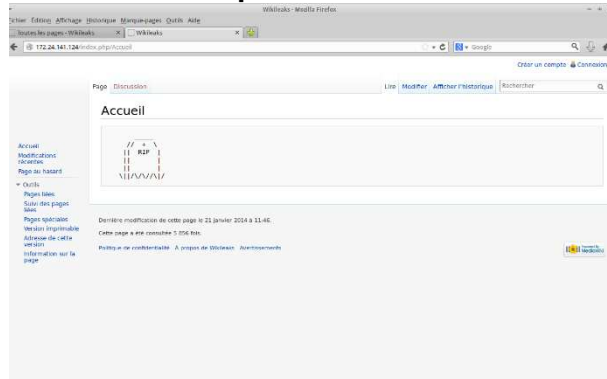 Wikileaks - Mozilla Firefox
Fichier Édition Affichage Historique Marque-pages Outils Aide
Toutes les pages - Wikileaks × Wikileaks ×
172.24.141.124/index.php/Accueil Google
Créer un compte Connexion
Page Discussion Lire Modifier Afficher l'historique Rechercher
Accueil
RIP
Accueil
Modifications récentes
Page au hasard
Outils
Pages liées
Suivi des pages liées
Pages spéciales
Version imprimable
Adresse de cette version
Information sur la page
Dernière modification de cette page le 21 janvier 2014 à 11:46.
Cette page a été consultée 5 056 fois.
Politique de confidentialité À propos de Wikileaks Avertissements